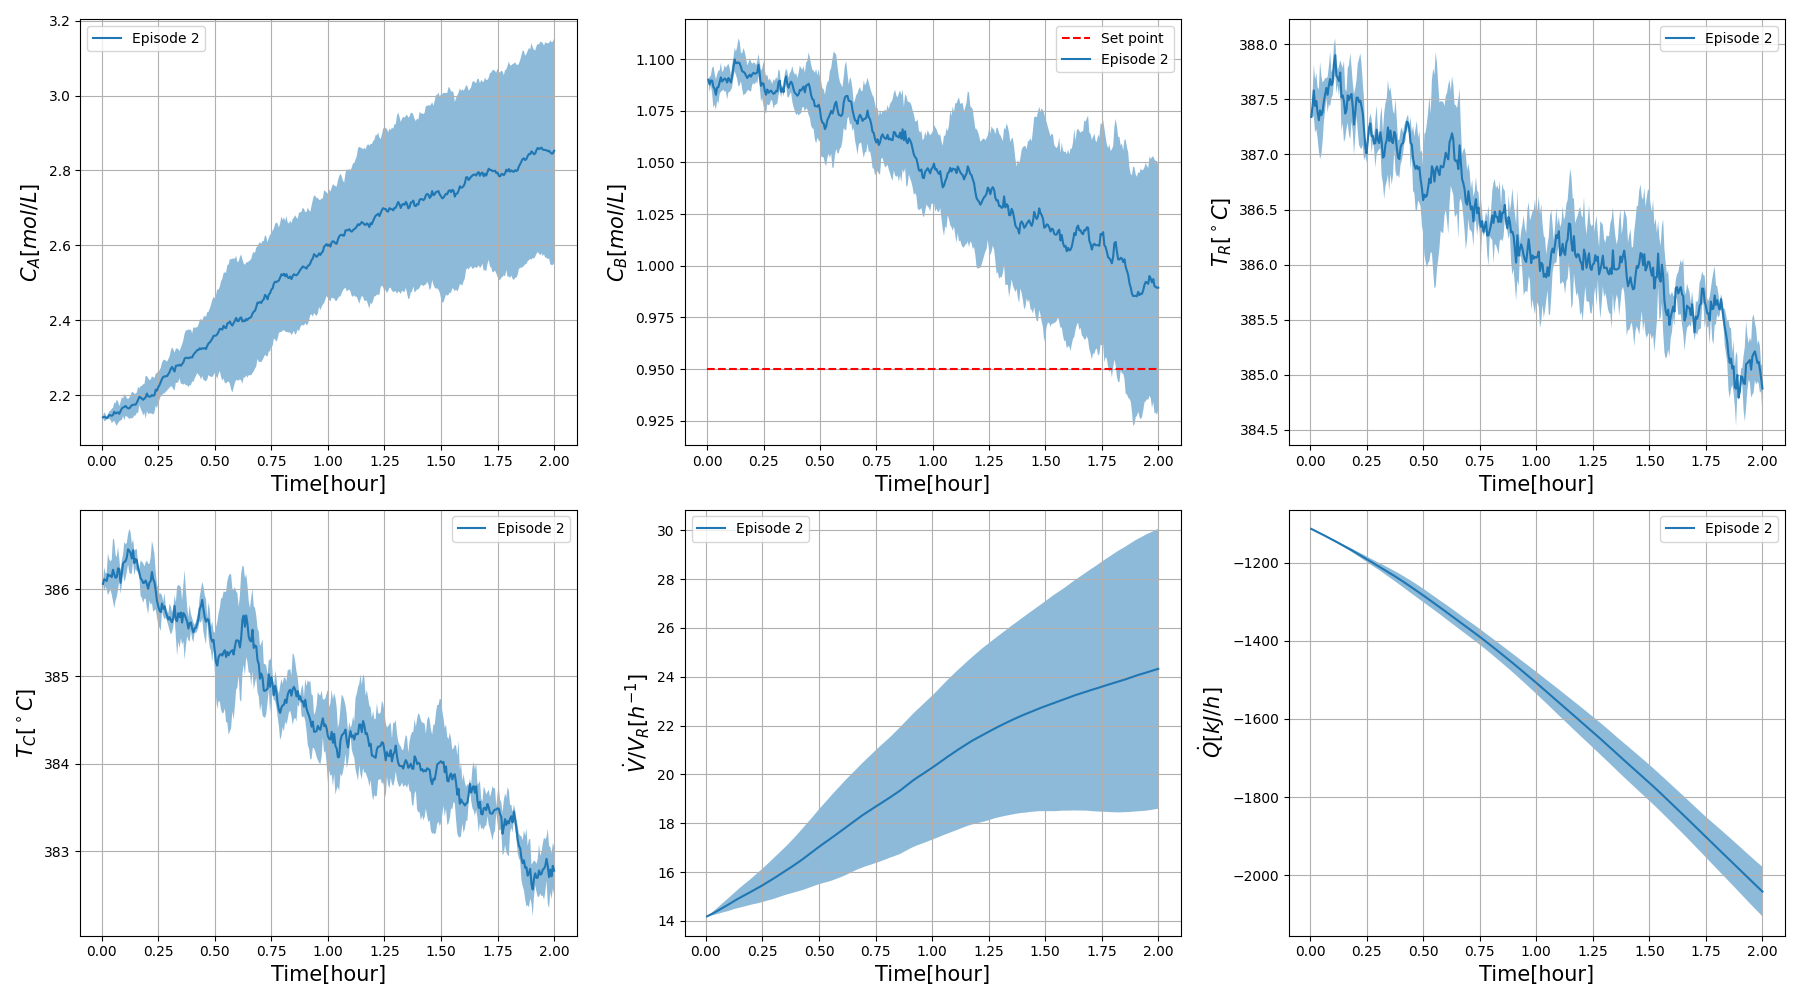 3.2
3.0
2.8
2.6
2.4
2.2
C_A[mol/L]
Episode 2
0.00 0.25 0.50 0.75 1.00 1.25 1.50 1.75 2.00
Time[hour]
1.100
1.075
1.050
1.025
1.000
0.975
0.950
0.925
C_B[mol/L]
Set point
Episode 2
0.00 0.25 0.50 0.75 1.00 1.25 1.50 1.75 2.00
Time[hour]
388.0
387.5
387.0
386.5
386.0
385.5
385.0
384.5
T_R[°C]
Episode 2
0.00 0.25 0.50 0.75 1.00 1.25 1.50 1.75 2.00
Time[hour]
386
385
384
383
T_C[°C]
Episode 2
0.00 0.25 0.50 0.75 1.00 1.25 1.50 1.75 2.00
Time[hour]
30
28
26
24
22
20
18
16
14
V̇/V_R[h⁻¹]
Episode 2
0.00 0.25 0.50 0.75 1.00 1.25 1.50 1.75 2.00
Time[hour]
−1200
−1400
−1600
−1800
−2000
Q̇[kJ/h]
Episode 2
0.00 0.25 0.50 0.75 1.00 1.25 1.50 1.75 2.00
Time[hour]